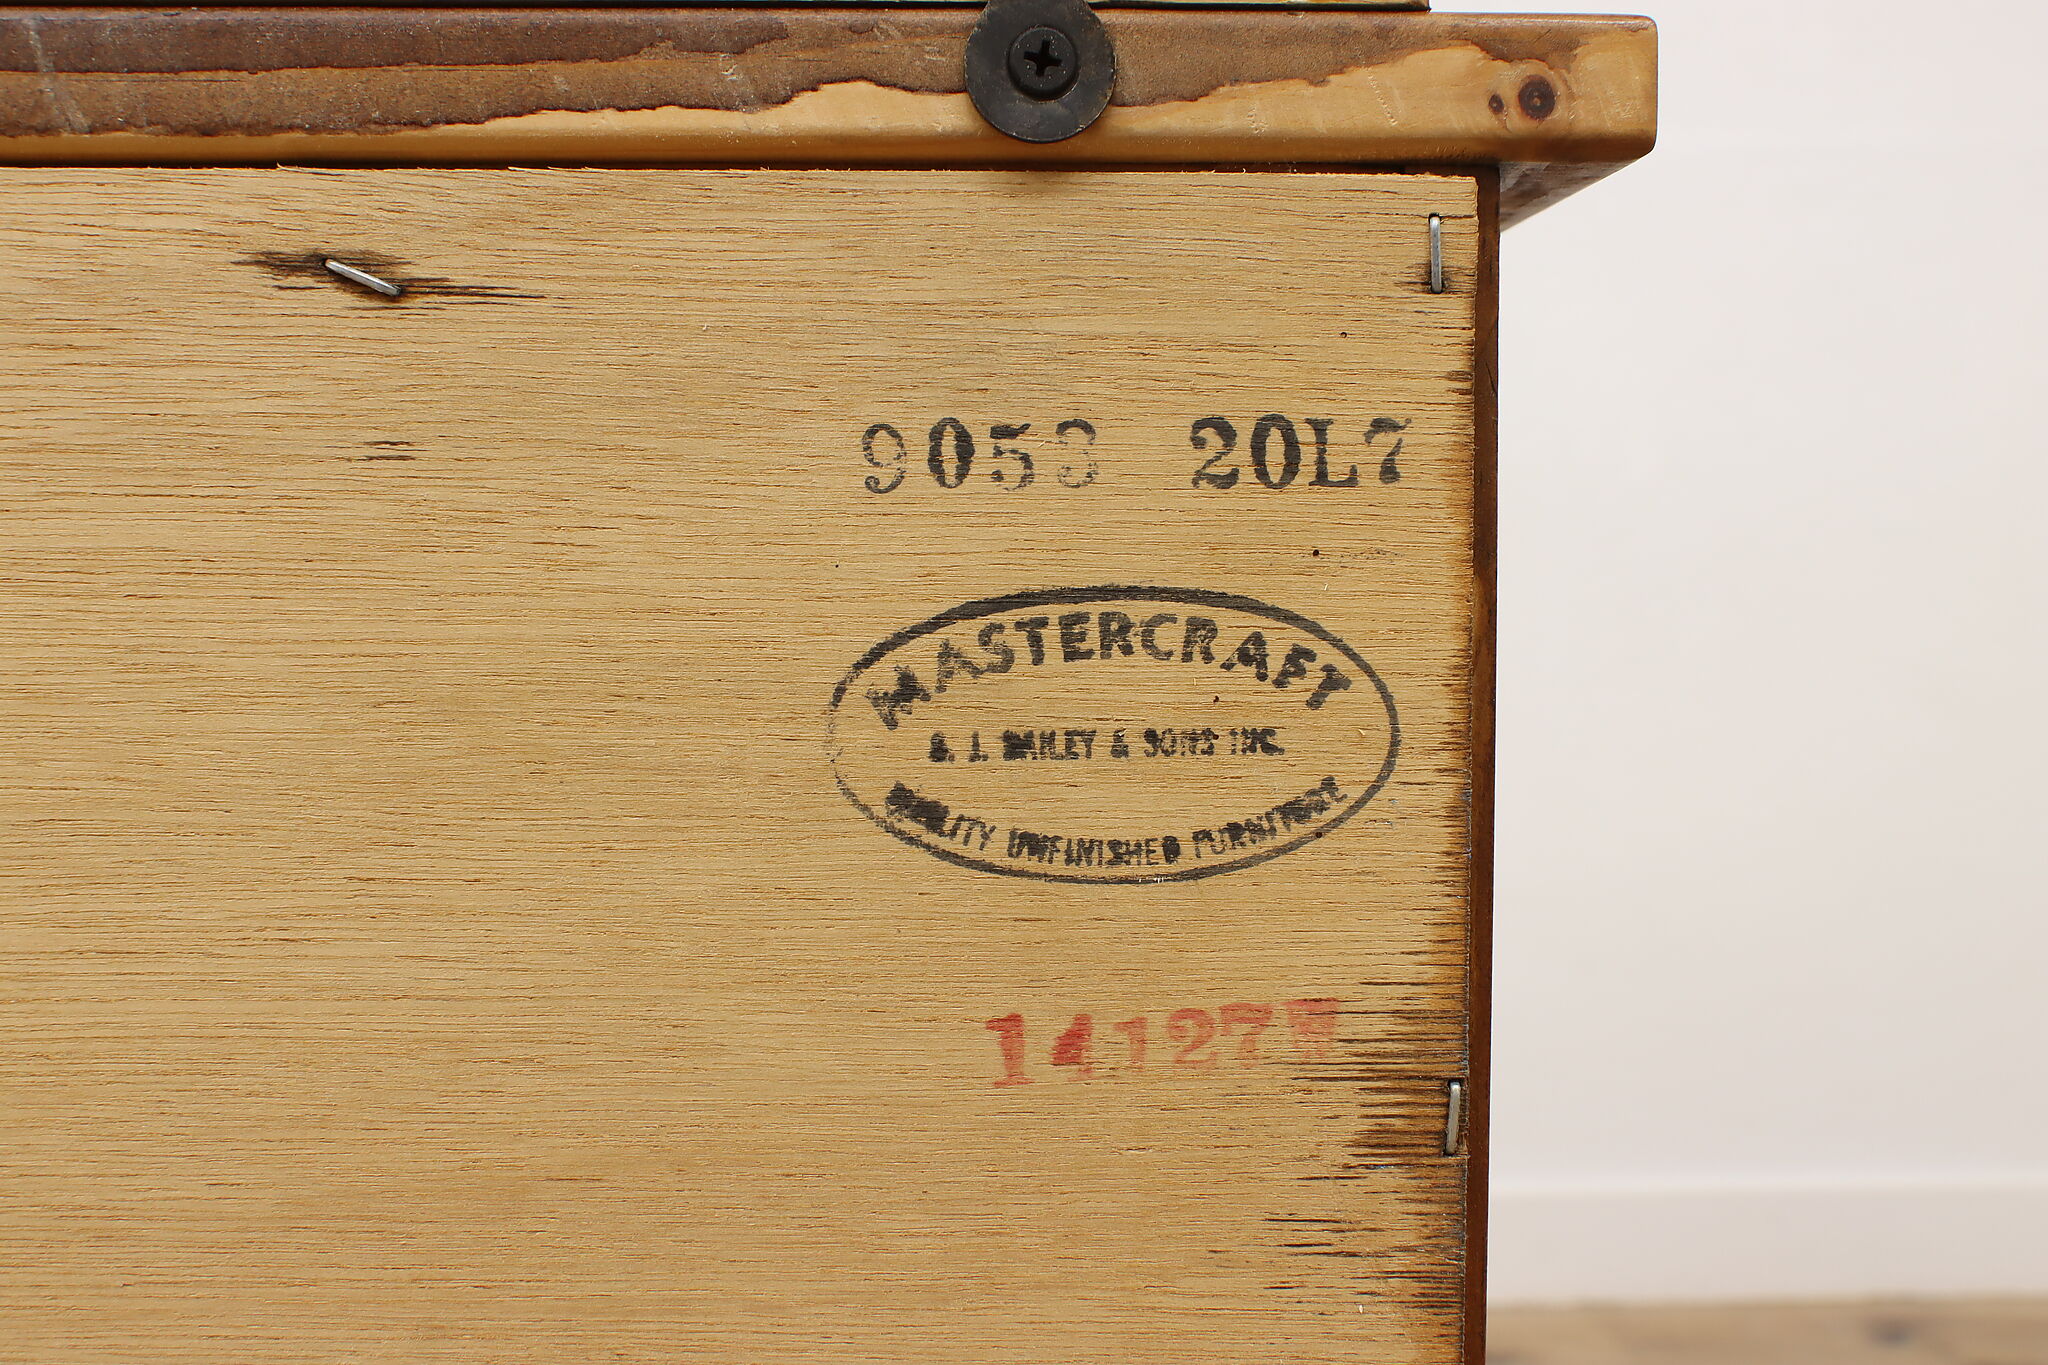 9053 20L7
MASTERCRAFT
J. BAILEY & SONS INC.
QUALITY UNFINISHED FURNITURE
14127